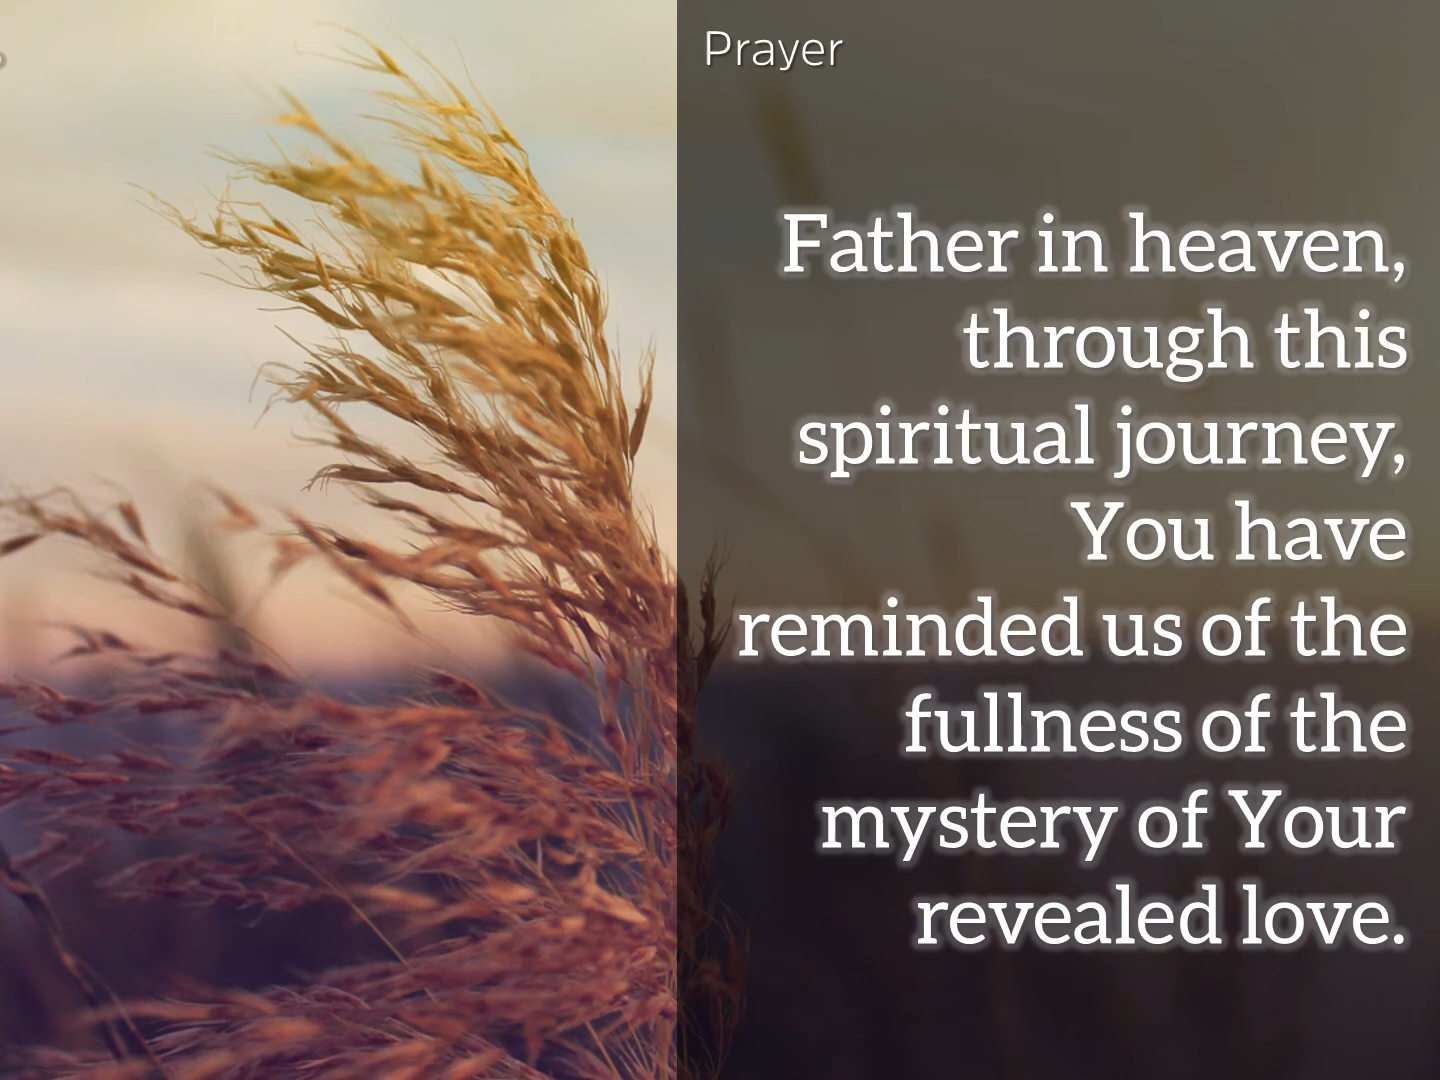 Prayer
Father in heaven,
through this
spiritual journey,
You have
reminded us of the
fullness of the
mystery of Your
revealed love.